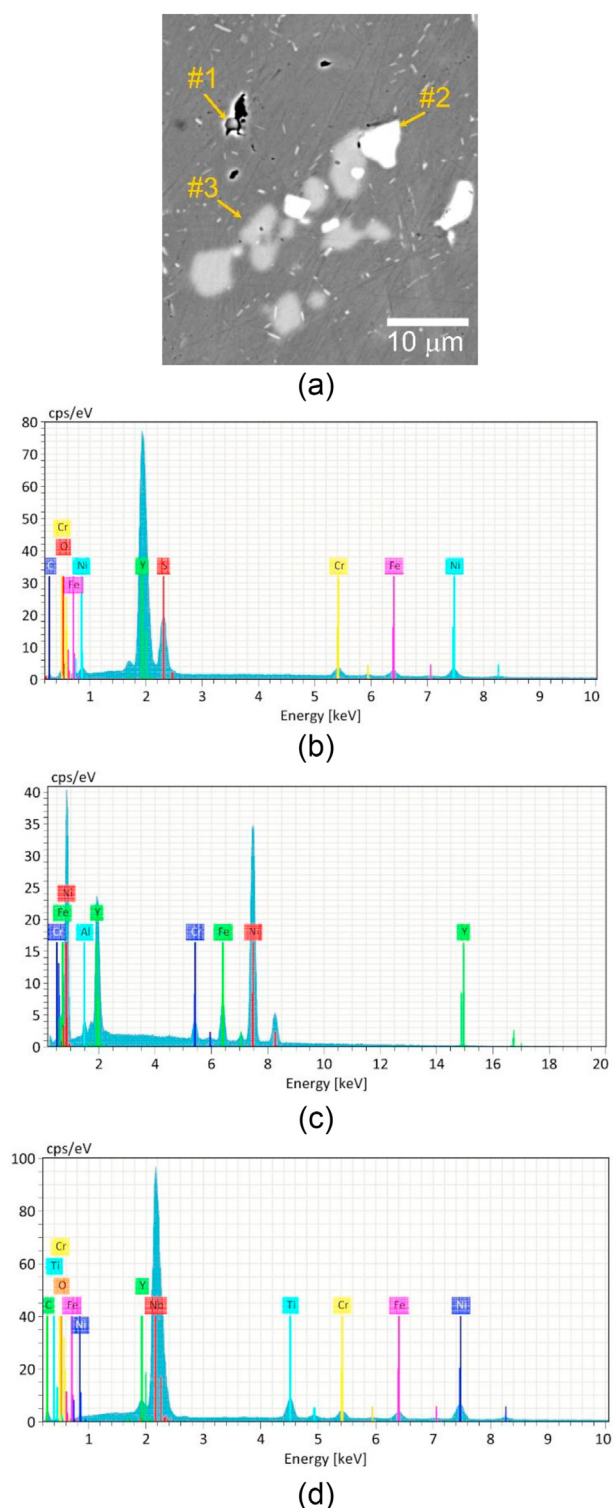 #1
#2
#3
10 μm
(a)
cps/eV
80
70
60
50
40
30
20
10
0
Cr
O
C
Fe
Ni
Y
S
Cr
Fe
Ni
1 2 3 4 5 6 7 8 9 10
Energy [keV]
(b)
cps/eV
40
35
30
25
20
15
10
5
0
Ni
Fe
Y
Cr
Al
Cr
Fe
Ni
Y
2 4 6 8 10 12 14 16 18 20
Energy [keV]
(c)
cps/eV
100
80
60
40
20
0
Cr
Ti
O
Y
C
Fe
Ni
Nb
Ti
Cr
Fe
Ni
1 2 3 4 5 6 7 8 9 10
Energy [keV]
(d)